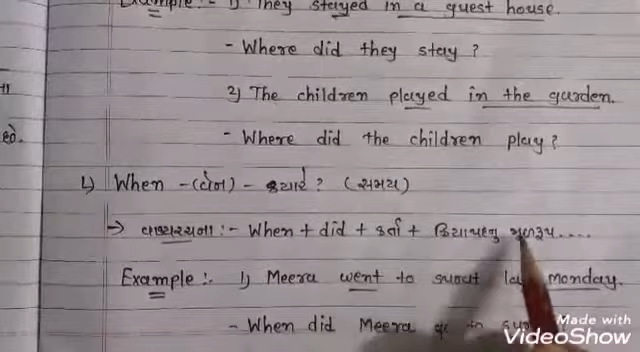 Example :- 1) They stayed in a guest house.
- Where did they stay ?
2) The children played in the garden.
- Where did the children play?
4) When -(વેન) - ક્યારે ? (સમય)
→ વાક્યરચના :- When + did + કર્તા + ક્રિયાપદનુ મૂળરૂપ.....
Example :- 1) Meera went to surat monday.
- When did Meera
Made with
VideoShow